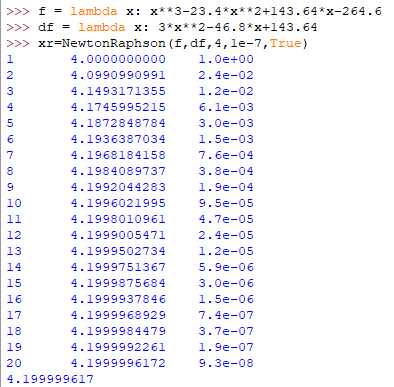 >>> f = lambda x: x**3-23.4*x**2+143.64*x-264.6
>>> df = lambda x: 3*x**2-46.8*x+143.64
>>> xr=NewtonRaphson(f,df,4,1e-7,True)
1 4.0000000000 1.0e+00
2 4.0990990991 2.4e-02
3 4.1493171355 1.2e-02
4 4.1745995215 6.1e-03
5 4.1872848784 3.0e-03
6 4.1936387034 1.5e-03
7 4.1968184158 7.6e-04
8 4.1984089737 3.8e-04
9 4.1992044283 1.9e-04
10 4.1996021995 9.5e-05
11 4.1998010961 4.7e-05
12 4.1999005471 2.4e-05
13 4.1999502734 1.2e-05
14 4.1999751367 5.9e-06
15 4.1999875684 3.0e-06
16 4.1999937846 1.5e-06
17 4.1999968929 7.4e-07
18 4.1999984479 3.7e-07
19 4.1999992261 1.9e-07
20 4.1999996172 9.3e-08
4.199999617